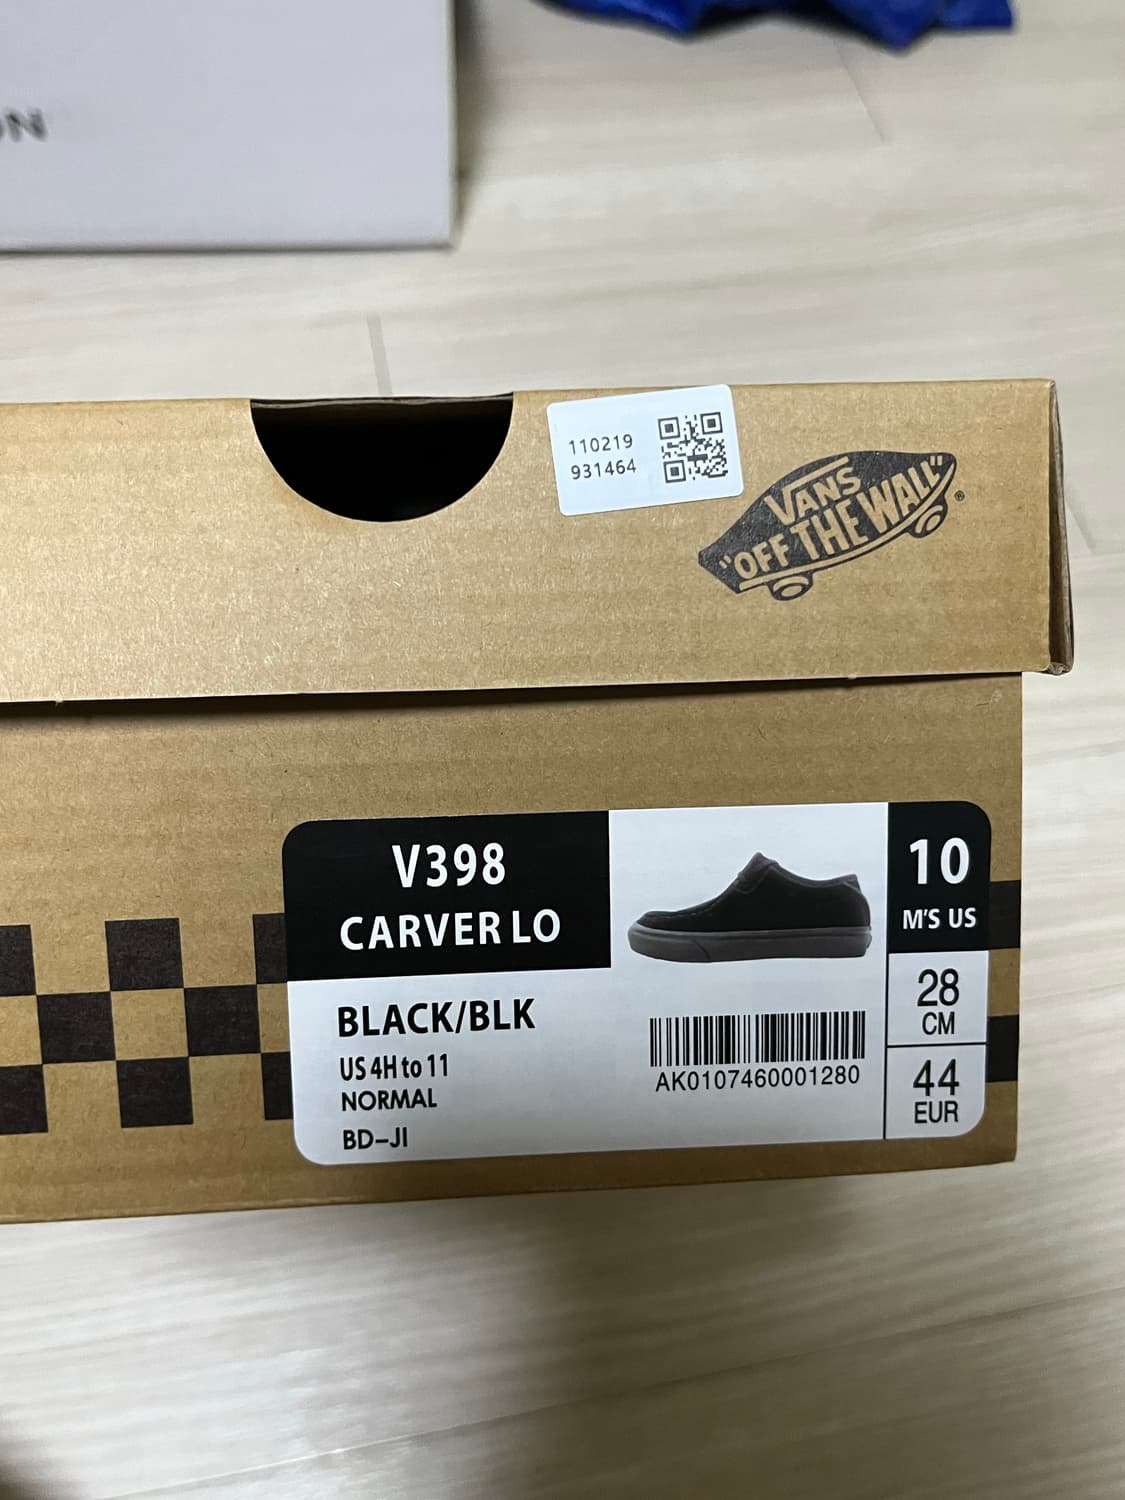 ON
110219
931464
VANS
"OFF THE WALL"®
V398
CARVER LO
10
M'S US
BLACK/BLK
28
CM
US 4H to 11
NORMAL
AK0107460001280
44
EUR
BD-JI